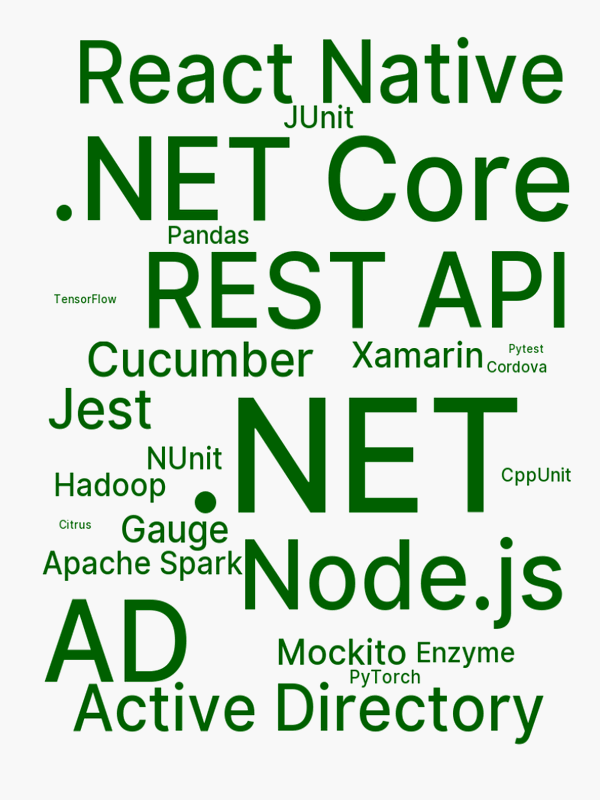 React Native
JUnit
.NET Core
Pandas
REST API
TensorFlow
Cucumber
Xamarin
Pytest
Cordova
Jest
.NET
NUnit
CppUnit
Hadoop
Citrus
Gauge
Apache Spark
Node.js
AD
Mockito
Enzyme
PyTorch
Active Directory